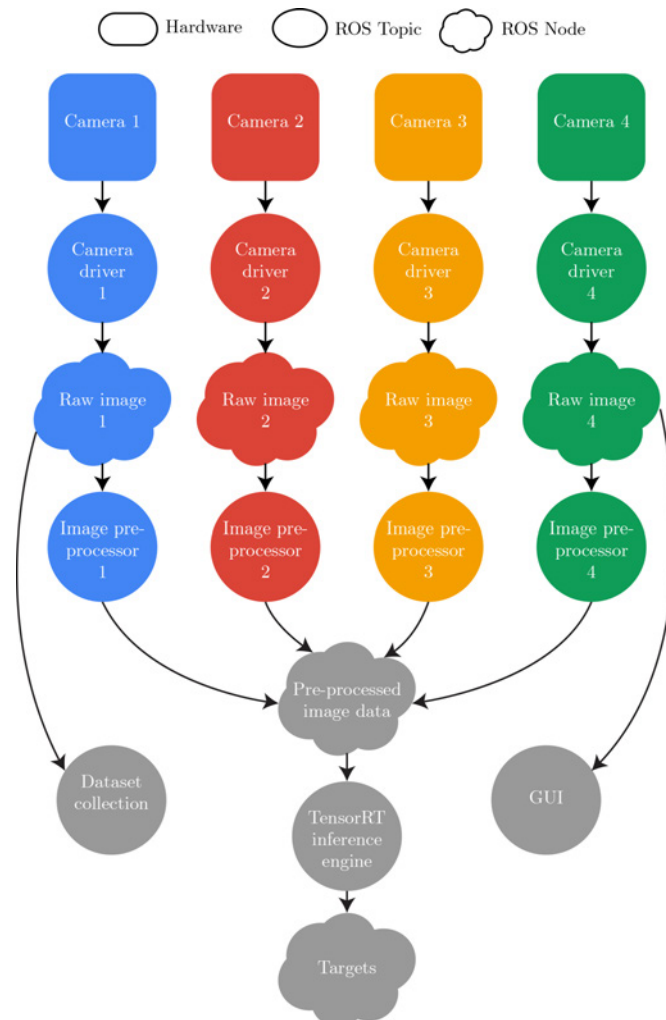 Hardware
ROS Topic
ROS Node
Camera 1
Camera 2
Camera 3
Camera 4
Camera
driver
1
Camera
driver
2
Camera
driver
3
Camera
driver
4
Raw image
1
Raw image
2
Raw image
3
Raw image
4
Image pre-
processor
1
Image pre-
processor
2
Image pre-
processor
3
Image pre-
processor
4
Pre-processed
image data
Dataset
collection
GUI
TensorRT
inference
engine
Targets